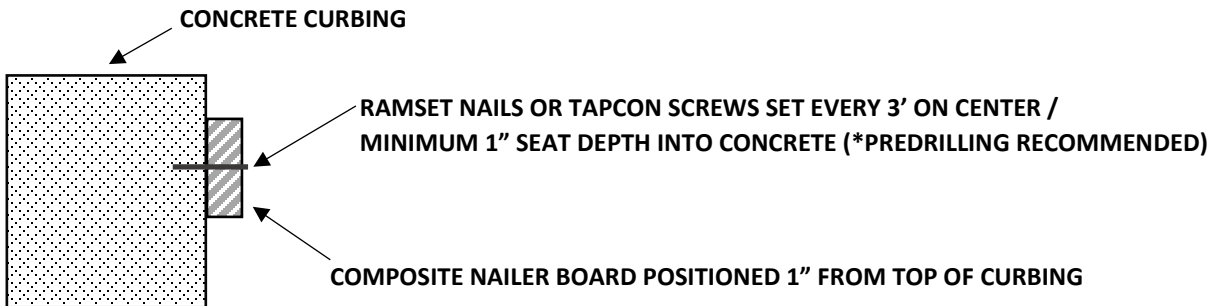 CONCRETE CURBING
RAMSET NAILS OR TAPCON SCREWS SET EVERY 3’ ON CENTER /
MINIMUM 1” SEAT DEPTH INTO CONCRETE (*PREDRILLING RECOMMENDED)
COMPOSITE NAILER BOARD POSITIONED 1” FROM TOP OF CURBING